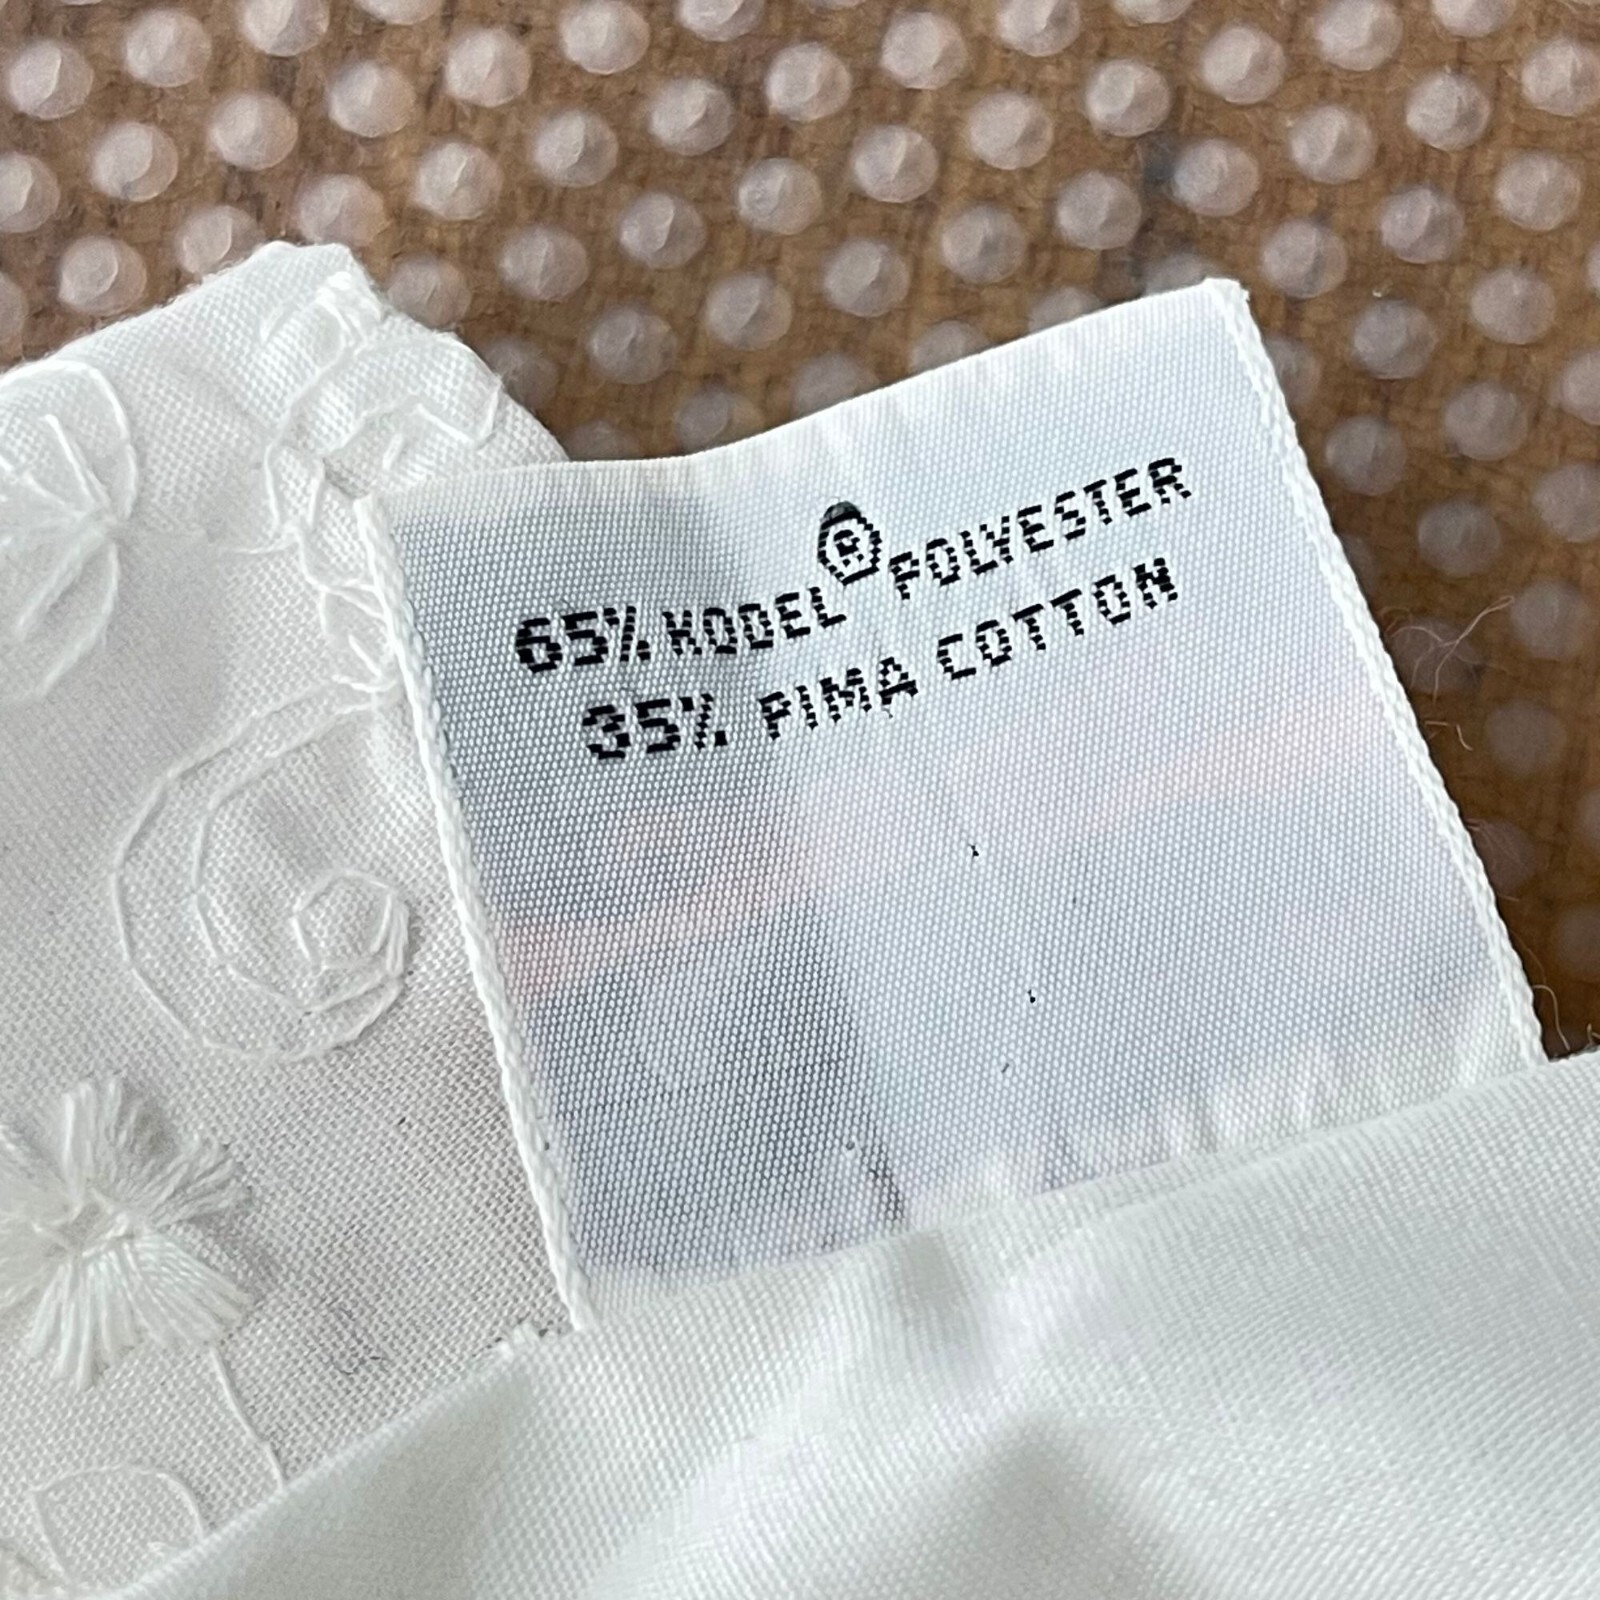 65% KODEL® POLYESTER
35% PIMA COTTON